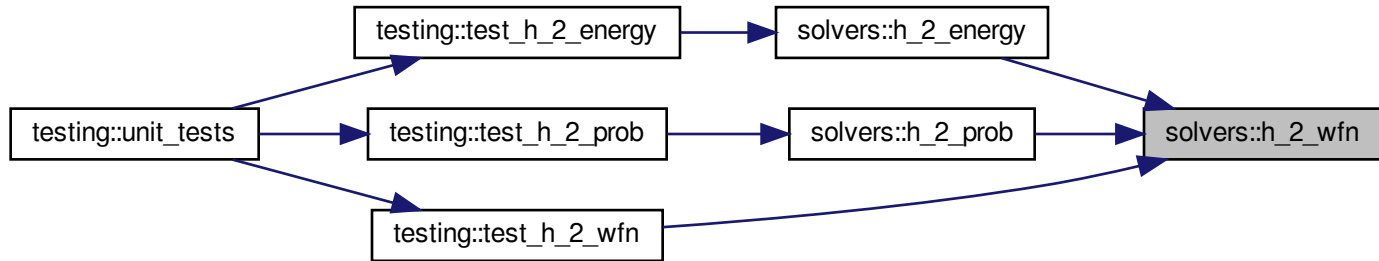 testing::test_h_2_energy
solvers::h_2_energy
testing::unit_tests
testing::test_h_2_prob
solvers::h_2_prob
solvers::h_2_wfn
testing::test_h_2_wfn